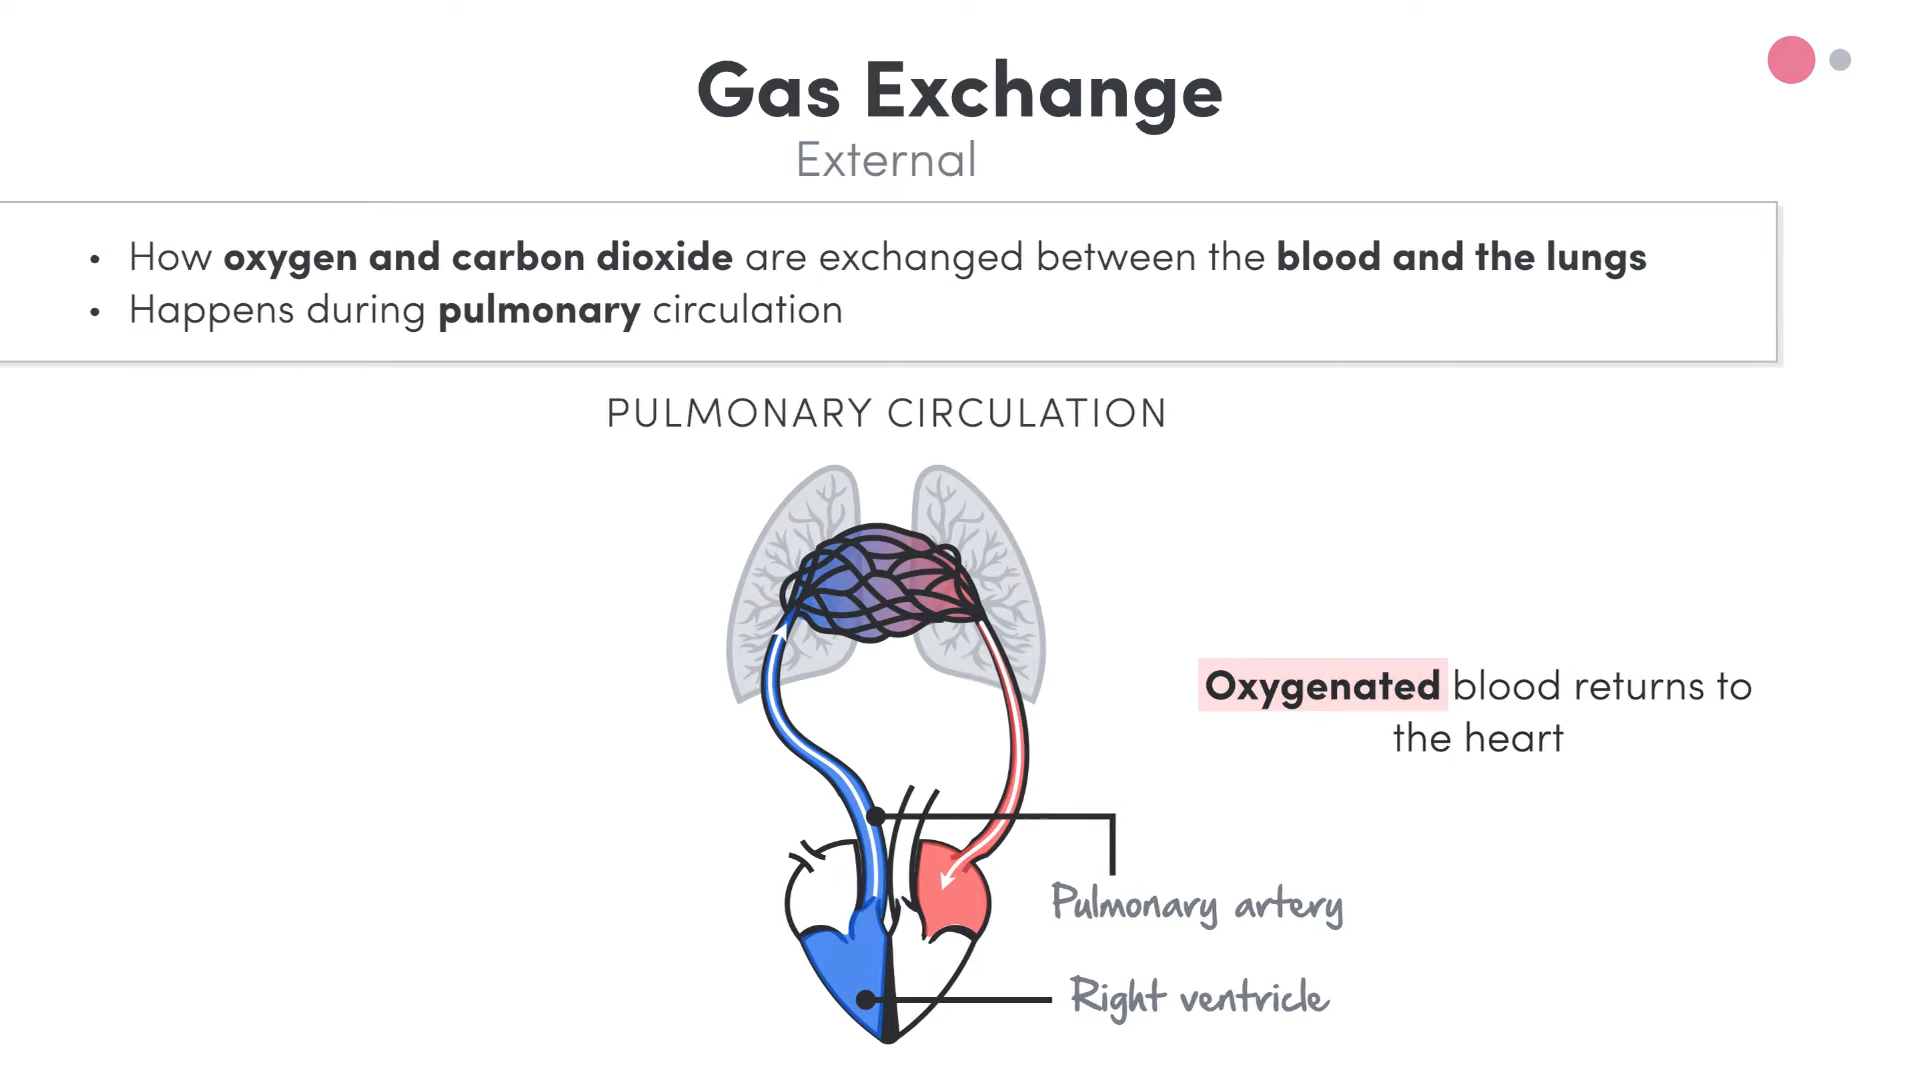 Gas Exchange
External
• How oxygen and carbon dioxide are exchanged between the blood and the lungs
• Happens during pulmonary circulation
PULMONARY CIRCULATION
Oxygenated blood returns to
the heart
Pulmonary artery
Right ventricle